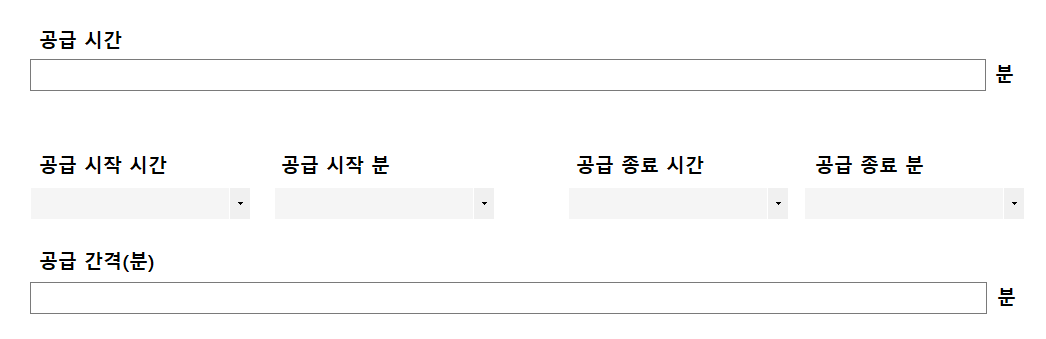 공급 시간
분
공급 시작 시간 공급 시작 분 공급 종료 시간 공급 종료 분
공급 간격(분)
분